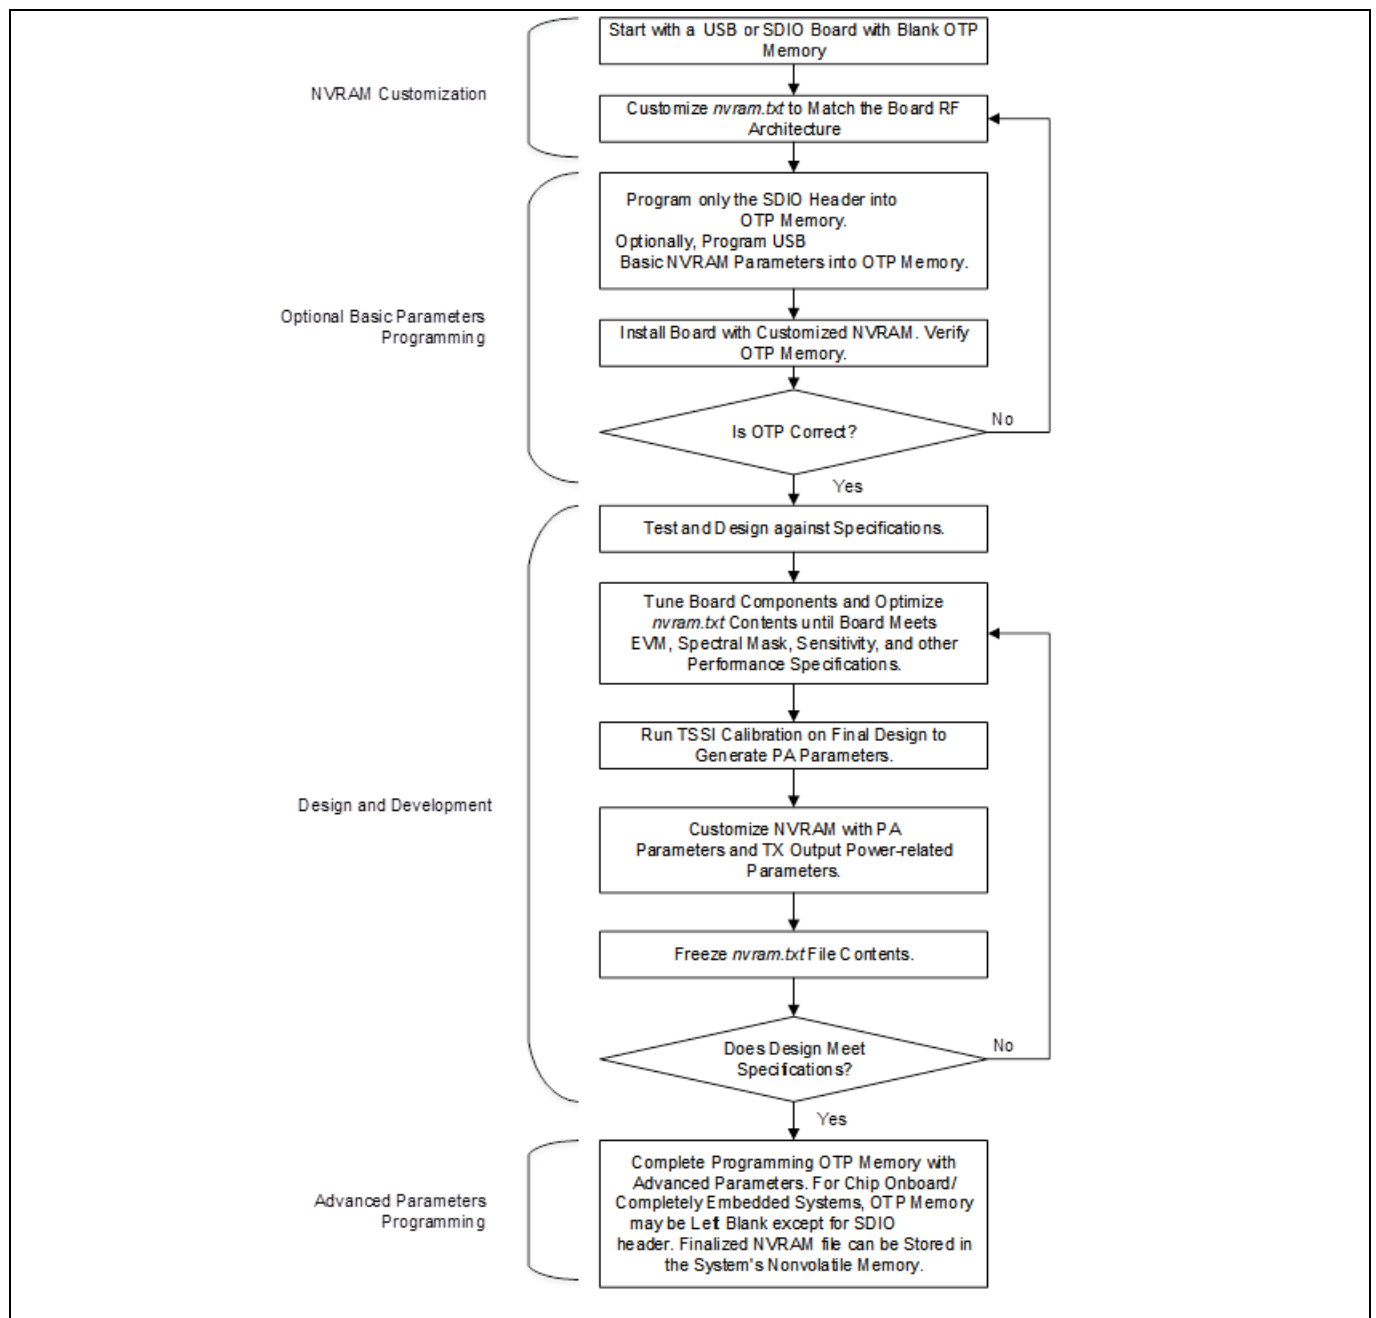 Start with a USB or SDIO Board with Blank OTP
Memory
NVRAM Customization
Customize nvram.txt to Match the Board RF
Architecture
Program only the SDIO Header into
OTP Memory.
Optionally, Program USB
Basic NVRAM Parameters into OTP Memory.
Optional Basic Parameters
Programming
Install Board with Customized NVRAM. Verify
OTP Memory.
Is OTP Correct?
No
Yes
Test and Design against Specifications.
Tune Board Components and Optimize
nvram.txt Contents until Board Meets
EVM, Spectral Mask, Sensitivity, and other
Performance Specifications.
Run TSSI Calibration on Final Design to
Generate PA Parameters.
Design and Development
Customize NVRAM with PA
Parameters and TX Output Power-related
Parameters.
Freeze nvram.txt File Contents.
Does Design Meet
Specifications?
No
Yes
Complete Programming OTP Memory with
Advanced Parameters. For Chip Onboard/
Completely Embedded Systems, OTP Memory
may be Left Blank except for SDIO
header. Finalized NVRAM file can be Stored in
the System's Nonvolatile Memory.
Advanced Parameters
Programming